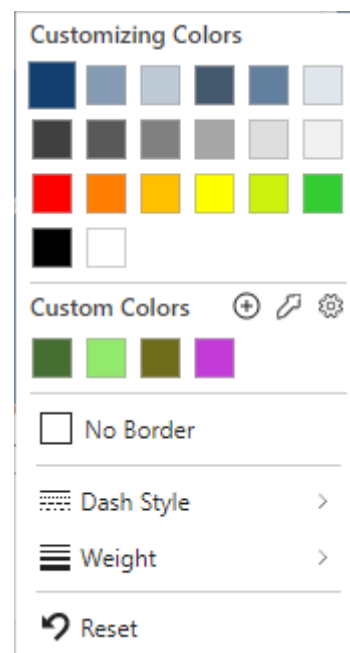 Customizing Colors
Custom Colors
No Border
Dash Style
Weight
Reset